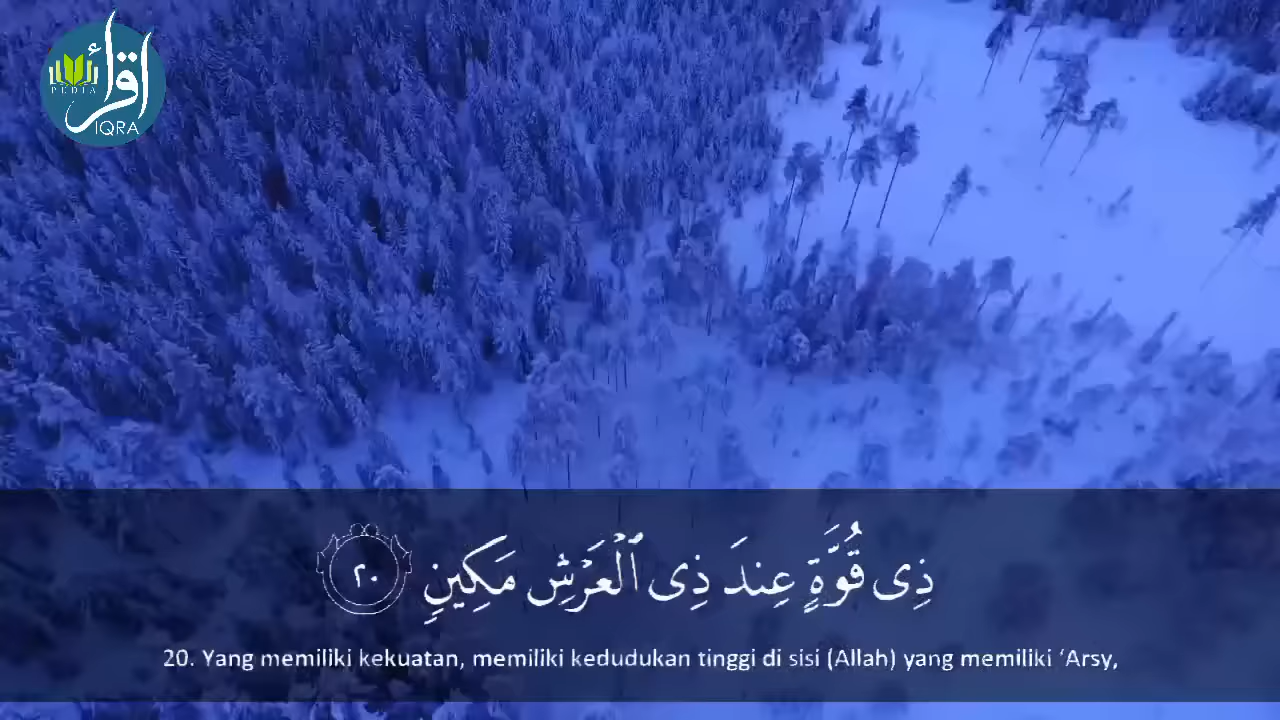 اقرأ
PUDIA
IQRA
ذِى قُوَّةٍ عِندَ ذِى ٱلْعَرْشِ مَكِينٍ ٢٠
20. Yang memiliki kekuatan, memiliki kedudukan tinggi di sisi (Allah) yang memiliki ‘Arsy,